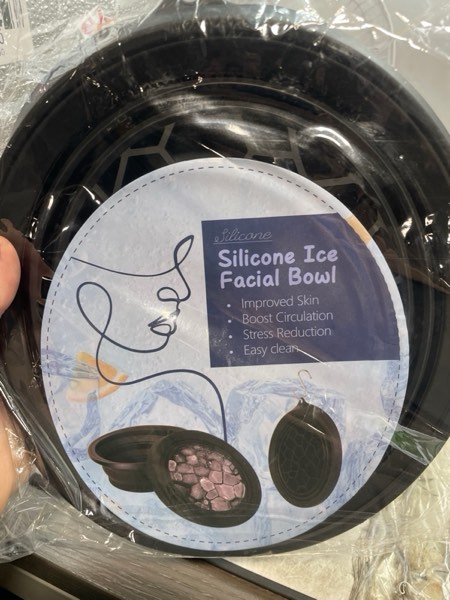 Silicone
Silicone Ice
Facial Bowl
• Improved Skin
• Boost Circulation
• Stress Reduction
• Easy clean